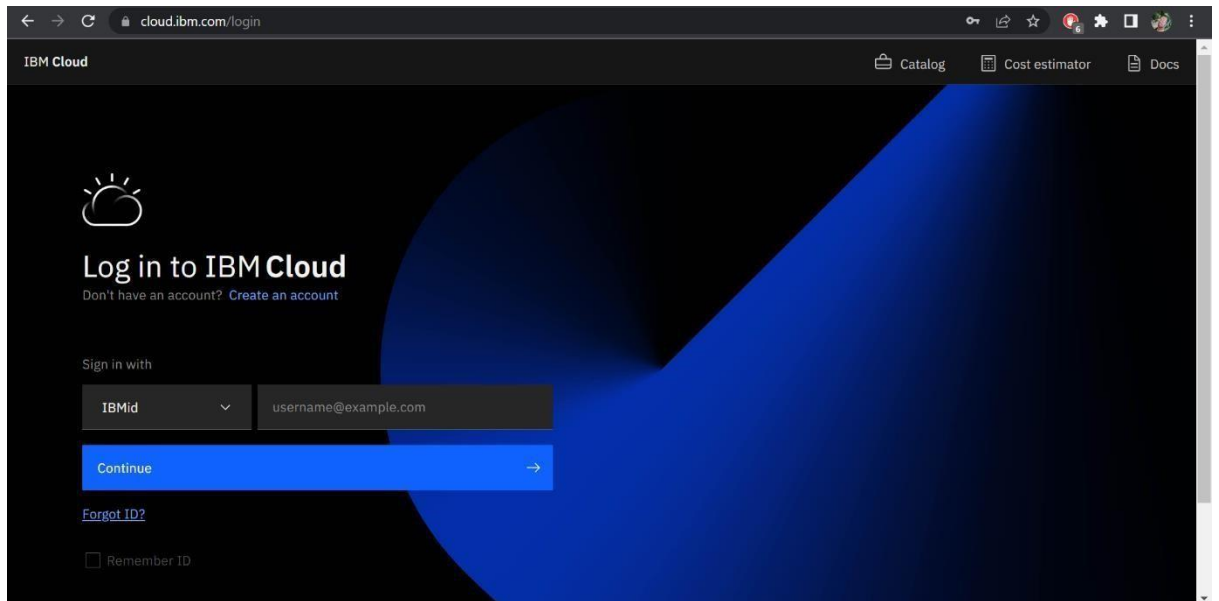 cloud.ibm.com/login
6
IBM Cloud
Catalog
Cost estimator
Docs
Log in to IBM Cloud
Don't have an account? Create an account
Sign in with
IBMid
username@example.com
Continue
Forgot ID?
Remember ID